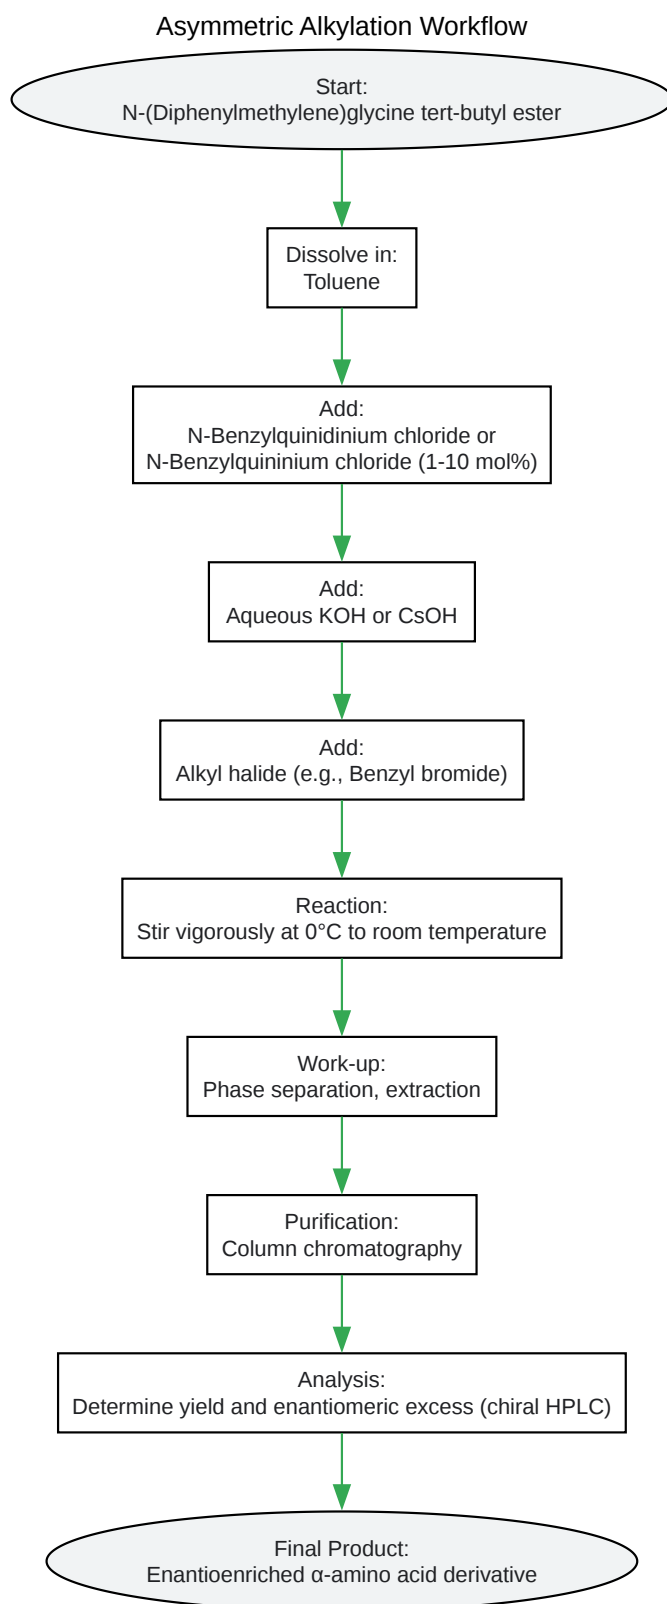 Asymmetric Alkylation Workflow
Start:
N-(Diphenylmethylene)glycine tert-butyl ester
Dissolve in:
Toluene
Add:
N-Benzylquinidinium chloride or
N-Benzylquininium chloride (1-10 mol%)
Add:
Aqueous KOH or CsOH
Add:
Alkyl halide (e.g., Benzyl bromide)
Reaction:
Stir vigorously at 0°C to room temperature
Work-up:
Phase separation, extraction
Purification:
Column chromatography
Analysis:
Determine yield and enantiomeric excess (chiral HPLC)
Final Product:
Enantioenriched α-amino acid derivative